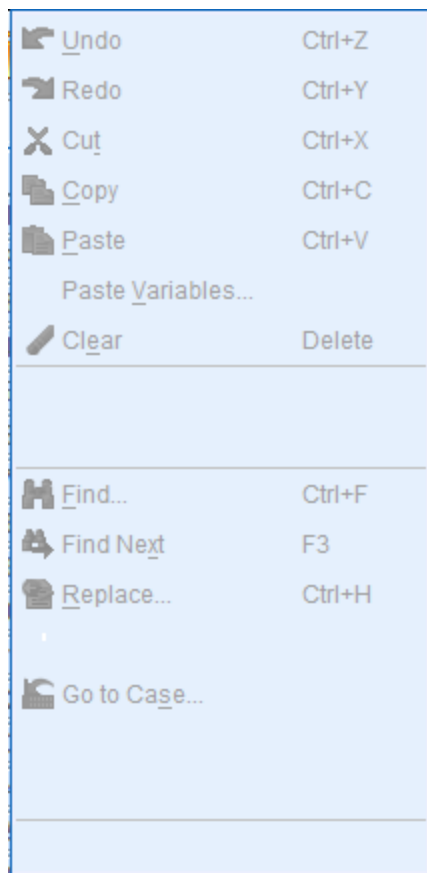 Undo Ctrl+Z
Redo Ctrl+Y
Cut Ctrl+X
Copy Ctrl+C
Paste Ctrl+V
Paste Variables...
Clear Delete
Find... Ctrl+F
Find Next F3
Replace... Ctrl+H
Go to Case...